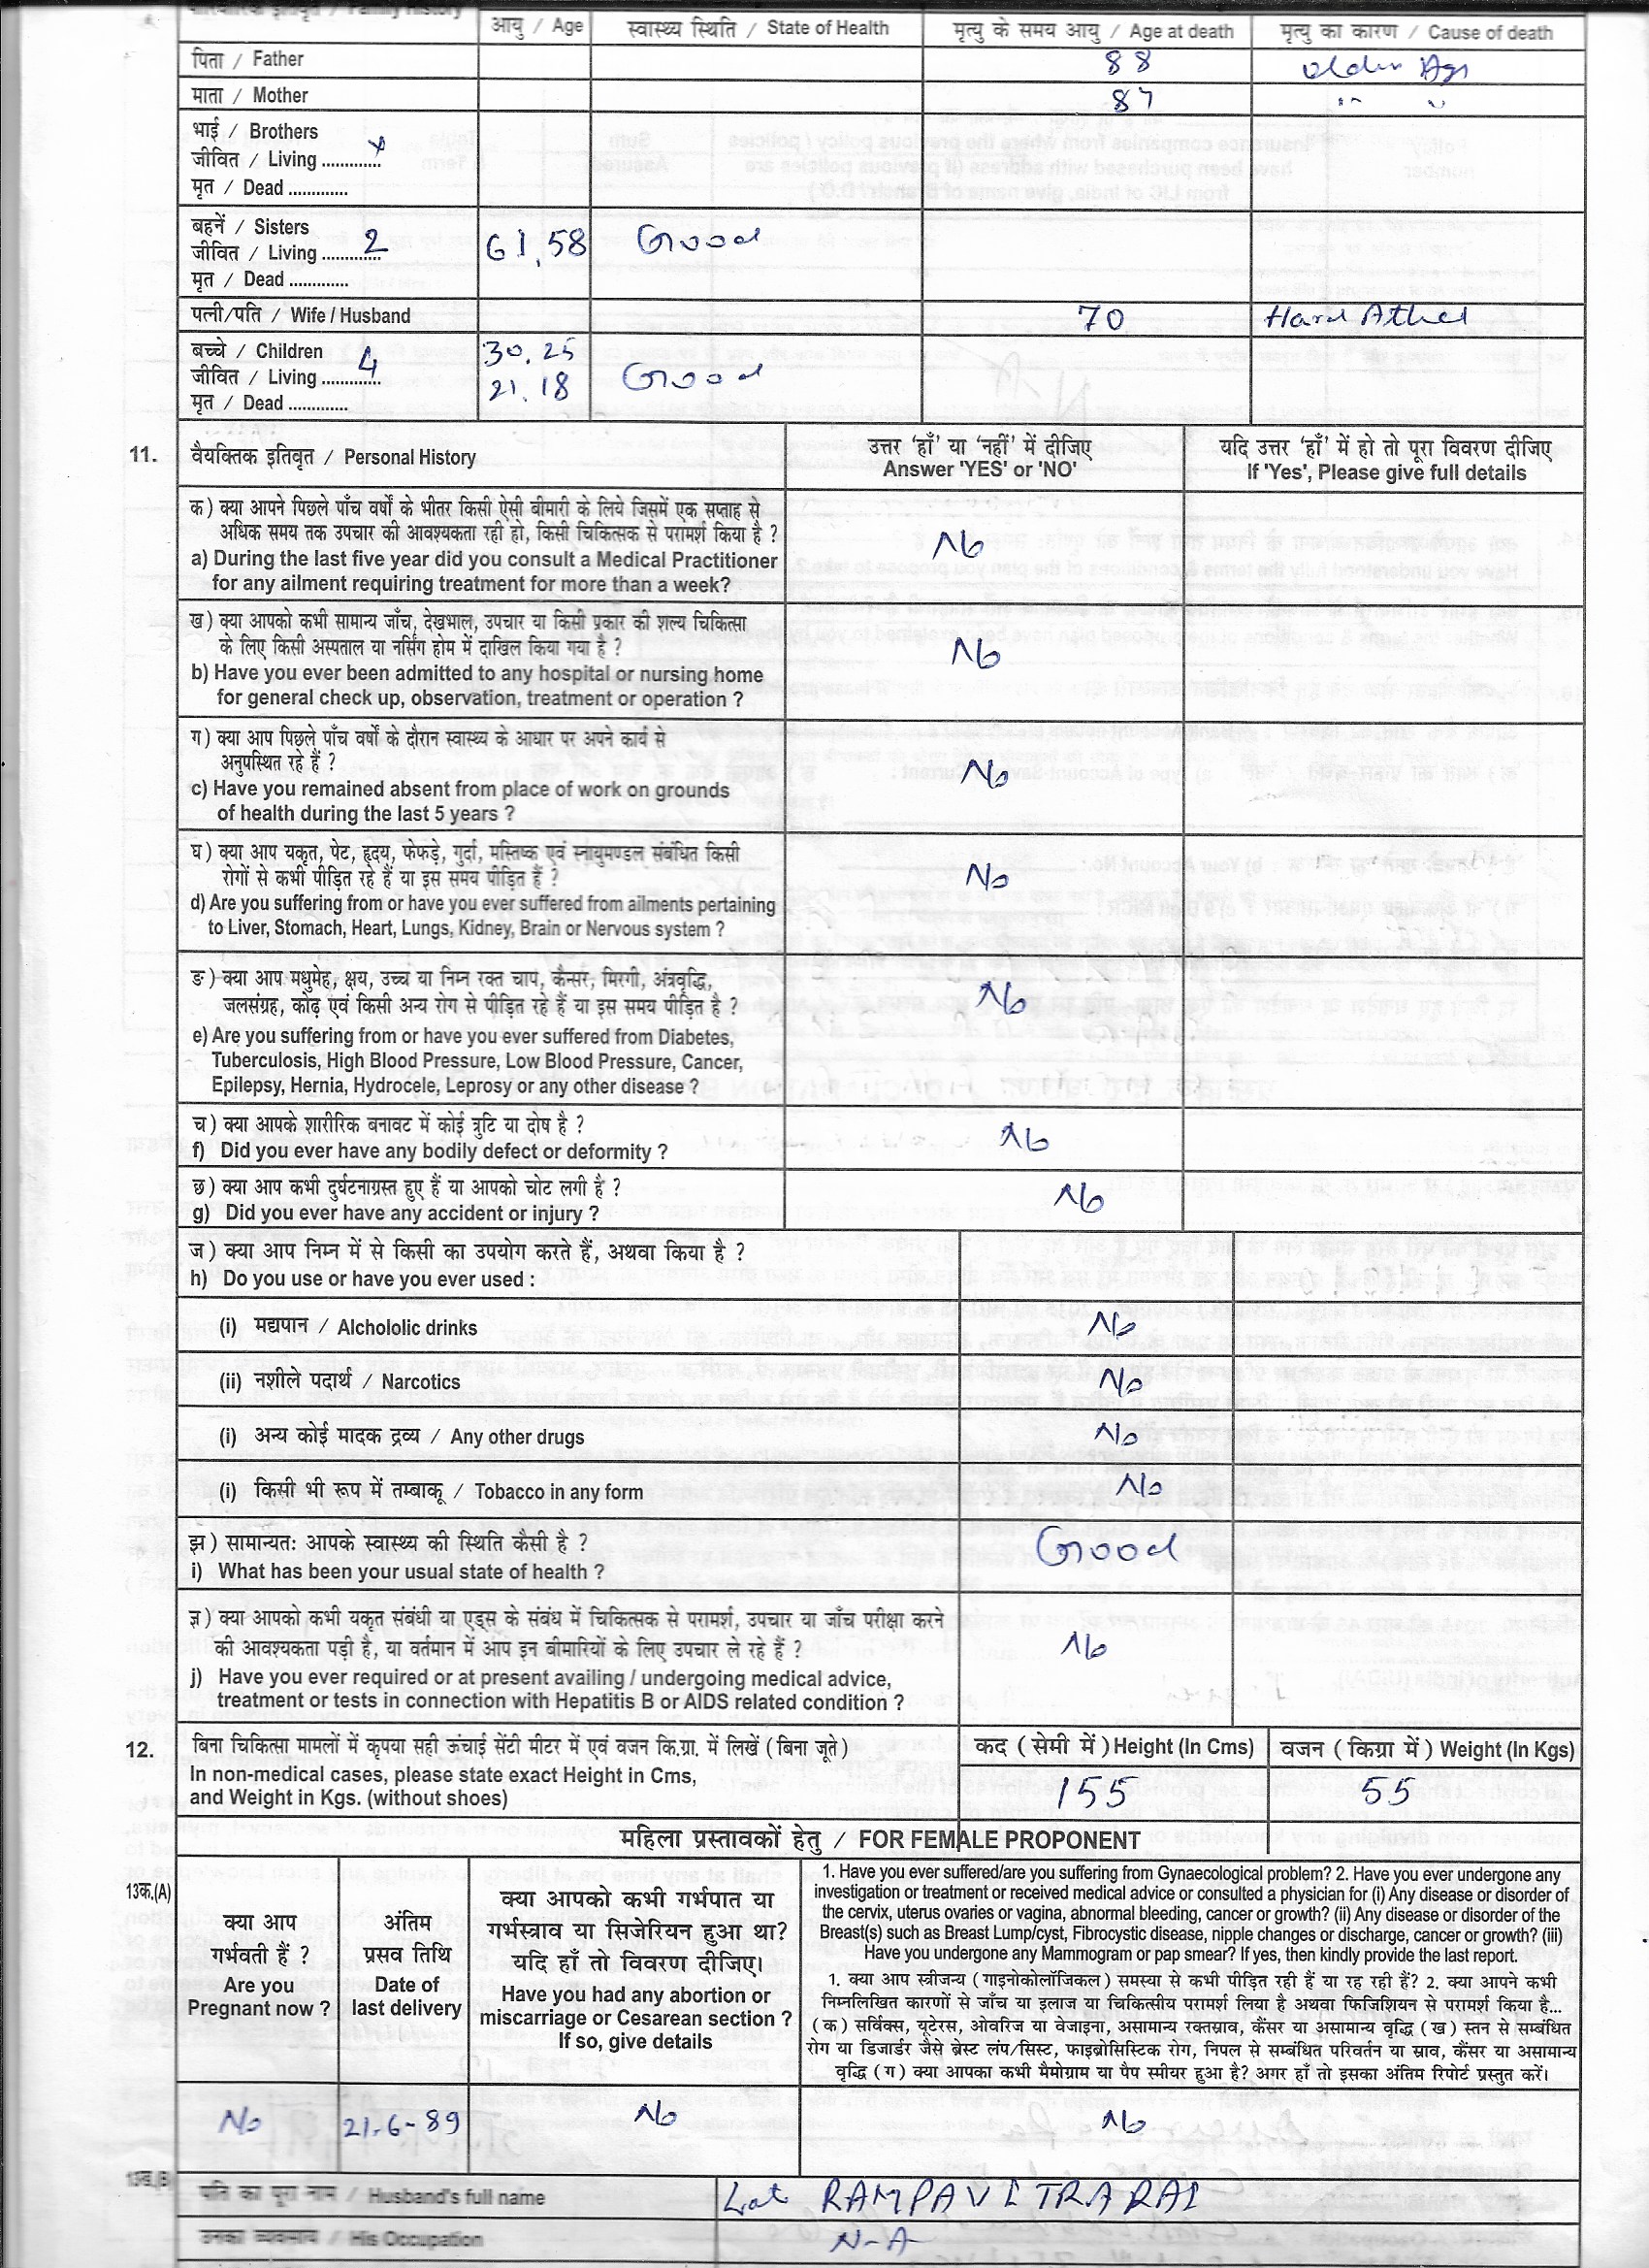 पारिवारिक इतिवृत / Family History
आयु / Age
स्वास्थ्य स्थिति / State of Health
मृत्यु के समय आयु / Age at death
मृत्यु का कारण / Cause of death
पिता / Father 88 older Age
माता / Mother 87 " "
भाई / Brothers
जीवित / Living ............ x
मृत / Dead .............
बहनें / Sisters
जीवित / Living ............ 2 61, 58 Good
मृत / Dead .............
पत्नी/पति / Wife / Husband 70 Hard Athek
बच्चे / Children 4 30, 25
जीवित / Living ............ 21, 18 Good
मृत / Dead .............
11. वैयक्तिक इतिवृत / Personal History
उत्तर 'हाँ' या 'नहीं' में दीजिए
Answer 'YES' or 'NO'
यदि उत्तर 'हाँ' में हो तो पूरा विवरण दीजिए
If 'Yes', Please give full details
क) क्या आपने पिछले पाँच वर्षों के भीतर किसी ऐसी बीमारी के लिये जिसमें एक सप्ताह से
अधिक समय तक उपचार की आवश्यकता रही हो, किसी चिकित्सक से परामर्श किया है ?
a) During the last five year did you consult a Medical Practitioner
for any ailment requiring treatment for more than a week?
No
ख) क्या आपको कभी सामान्य जाँच, देखभाल, उपचार या किसी प्रकार की शल्य चिकित्सा
के लिए किसी अस्पताल या नर्सिंग होम में दाखिल किया गया है ?
b) Have you ever been admitted to any hospital or nursing home
for general check up, observation, treatment or operation ?
No
ग) क्या आप पिछले पाँच वर्षों के दौरान स्वास्थ्य के आधार पर अपने कार्य से
अनुपस्थित रहे हैं ?
c) Have you remained absent from place of work on grounds
of health during the last 5 years ?
No
घ) क्या आप यकृत, पेट, हृदय, फेफड़े, गुर्दा, मस्तिष्क एवं स्नायुमण्डल संबंधित किसी
रोगों से कभी पीड़ित रहे हैं या इस समय पीड़ित हैं ?
d) Are you suffering from or have you ever suffered from ailments pertaining
to Liver, Stomach, Heart, Lungs, Kidney, Brain or Nervous system ?
No
ङ) क्या आप मधुमेह, क्षय, उच्च या निम्न रक्त चाप, कैन्सर, मिरगी, अंत्रवृद्धि,
जलसंग्रह, कोढ़ एवं किसी अन्य रोग से पीड़ित रहे हैं या इस समय पीड़ित है ?
e) Are you suffering from or have you ever suffered from Diabetes,
Tuberculosis, High Blood Pressure, Low Blood Pressure, Cancer,
Epilepsy, Hernia, Hydrocele, Leprosy or any other disease ?
No
च) क्या आपके शारीरिक बनावट में कोई त्रुटि या दोष है ?
f) Did you ever have any bodily defect or deformity ?
No
छ) क्या आप कभी दुर्घटनाग्रस्त हुए हैं या आपको चोट लगी है ?
g) Did you ever have any accident or injury ?
No
ज) क्या आप निम्न में से किसी का उपयोग करते हैं, अथवा किया है ?
h) Do you use or have you ever used :
(i) मद्यपान / Alchololic drinks No
(ii) नशीले पदार्थ / Narcotics No
(i) अन्य कोई मादक द्रव्य / Any other drugs No
(i) किसी भी रूप में तम्बाकू / Tobacco in any form No
झ) सामान्यत: आपके स्वास्थ्य की स्थिति कैसी है ?
i) What has been your usual state of health ?
Good
ज्ञ) क्या आपको कभी यकृत संबंधी या एड्स के संबंध में चिकित्सक से परामर्श, उपचार या जाँच परीक्षा करने
की आवश्यकता पड़ी है, या वर्तमान में आप इन बीमारियों के लिए उपचार ले रहे हैं ?
j) Have you ever required or at present availing / undergoing medical advice,
treatment or tests in connection with Hepatitis B or AIDS related condition ?
No
12. बिना चिकित्सा मामलों में कृपया सही ऊंचाई सेंटी मीटर में एवं वजन कि.ग्रा. में लिखें (बिना जूते)
In non-medical cases, please state exact Height in Cms,
and Weight in Kgs. (without shoes)
कद (सेमी में) Height (In Cms)
वजन (किग्रा में) Weight (In Kgs)
155 55
महिला प्रस्तावकों हेतु / FOR FEMALE PROPONENT
13क.(A)
क्या आप
गर्भवती हैं ?
Are you
Pregnant now ?
अंतिम
प्रसव तिथि
Date of
last delivery
क्या आपको कभी गर्भपात या
गर्भस्त्राव या सिजेरियन हुआ था?
यदि हाँ तो विवरण दीजिए।
Have you had any abortion or
miscarriage or Cesarean section ?
If so, give details
1. Have you ever suffered/are you suffering from Gynaecological problem? 2. Have you ever undergone any
investigation or treatment or received medical advice or consulted a physician for (i) Any disease or disorder of
the cervix, uterus ovaries or vagina, abnormal bleeding, cancer or growth? (ii) Any disease or disorder of the
Breast(s) such as Breast Lump/cyst, Fibrocystic disease, nipple changes or discharge, cancer or growth? (iii)
Have you undergone any Mammogram or pap smear? If yes, then kindly provide the last report.
1. क्या आप स्त्रीजन्य (गाइनोकोलॉजिकल) समस्या से कभी पीड़ित रही हैं या रह रही हैं? 2. क्या आपने कभी
निम्नलिखित कारणों से जाँच या इलाज या चिकित्सीय परामर्श लिया है अथवा फिजिशियन से परामर्श किया है...
(क) सर्विक्स, यूटेरस, ओवरिज या वेजाइना, असामान्य रक्तस्राव, कैंसर या असामान्य वृद्धि (ख) स्तन से सम्बंधित
रोग या डिजार्डर जैसे ब्रेस्ट लंप/सिस्ट, फाइब्रोसिस्टिक रोग, निपल से सम्बंधित परिवर्तन या स्राव, कैंसर या असामान्य
वृद्धि (ग) क्या आपका कभी मैमोग्राम या पैप स्मीयर हुआ है? अगर हाँ तो इसका अंतिम रिपोर्ट प्रस्तुत करें।
No 21-6-89 No No
13ख.(B)
पति का पूरा नाम / Husband's full name Lat RAMPAVITRA RAI
उनका व्यवसाय / His Occupation N-A